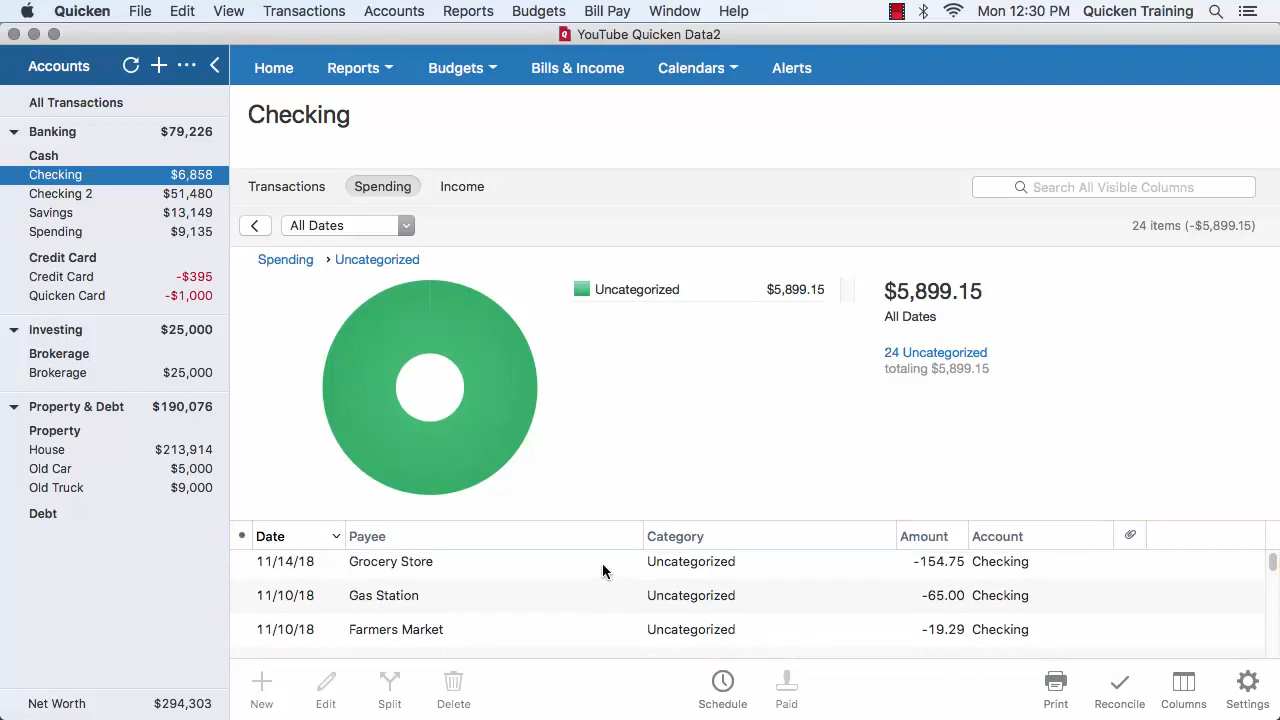 Quicken File Edit View Transactions Accounts Reports Budgets Bill Pay Window Help Mon 12:30 PM Quicken Training
YouTube Quicken Data2
Accounts
Home Reports Budgets Bills & Income Calendars Alerts
All Transactions
Banking $79,226
Cash
Checking $6,858
Checking 2 $51,480
Savings $13,149
Spending $9,135
Credit Card
Credit Card -$395
Quicken Card -$1,000
Investing $25,000
Brokerage
Brokerage $25,000
Property & Debt $190,076
Property
House $213,914
Old Car $5,000
Old Truck $9,000
Debt
Net Worth $294,303
Checking
Transactions Spending Income Search All Visible Columns
All Dates 24 items (-$5,899.15)
Spending › Uncategorized
Uncategorized $5,899.15
$5,899.15
All Dates
24 Uncategorized
totaling $5,899.15
Date Payee Category Amount Account
11/14/18 Grocery Store Uncategorized -154.75 Checking
11/10/18 Gas Station Uncategorized -65.00 Checking
11/10/18 Farmers Market Uncategorized -19.29 Checking
New Edit Split Delete Schedule Paid Print Reconcile Columns Settings